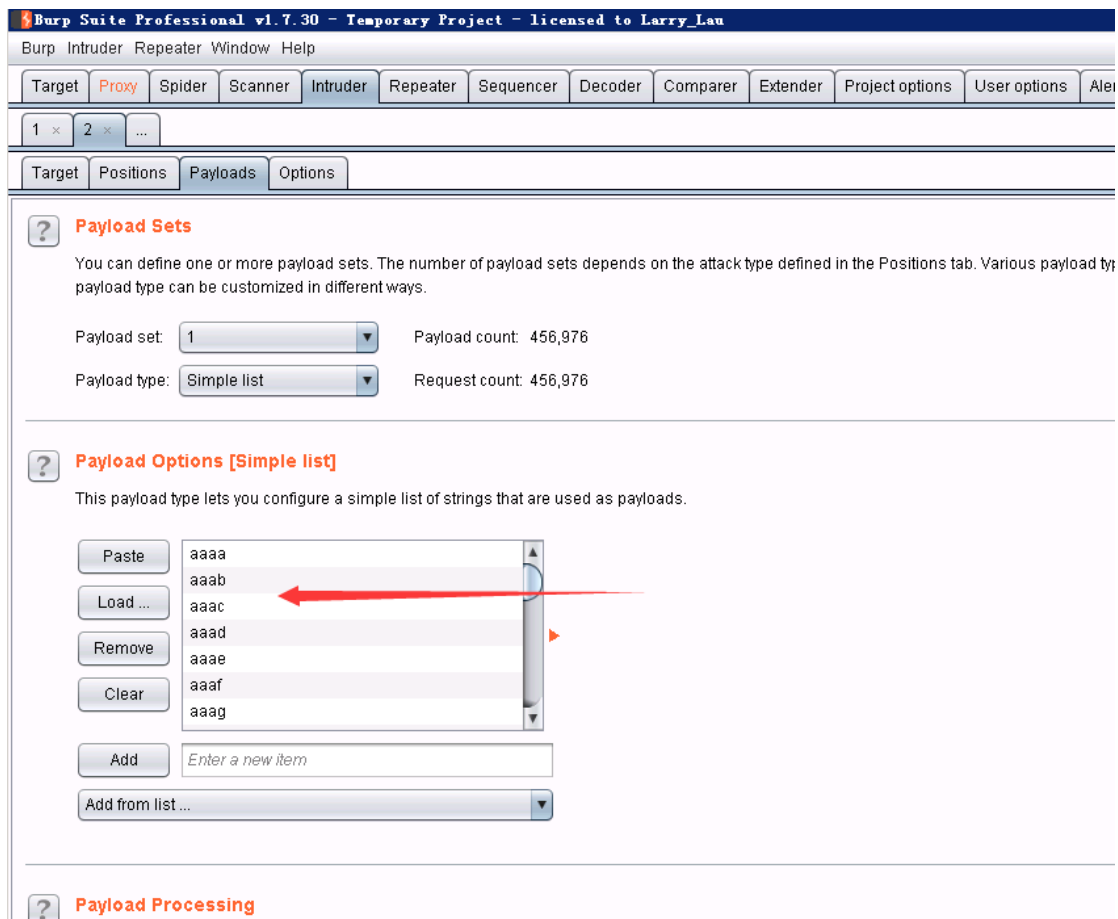 Burp Suite Professional v1.7.30 - Temporary Project - licensed to Larry_Lau
Burp Intruder Repeater Window Help
Target Proxy Spider Scanner Intruder Repeater Sequencer Decoder Comparer Extender Project options User options
1 × 2 × ...
Target Positions Payloads Options
? Payload Sets
You can define one or more payload sets. The number of payload sets depends on the attack type defined in the Positions tab. Various payload
payload type can be customized in different ways.
Payload set: 1 Payload count: 456,976
Payload type: Simple list Request count: 456,976
? Payload Options [Simple list]
This payload type lets you configure a simple list of strings that are used as payloads.
Paste
Load ...
Remove
Clear
aaaa
aaab
aaac
aaad
aaae
aaaf
aaag
Add Enter a new item
Add from list ...
? Payload Processing